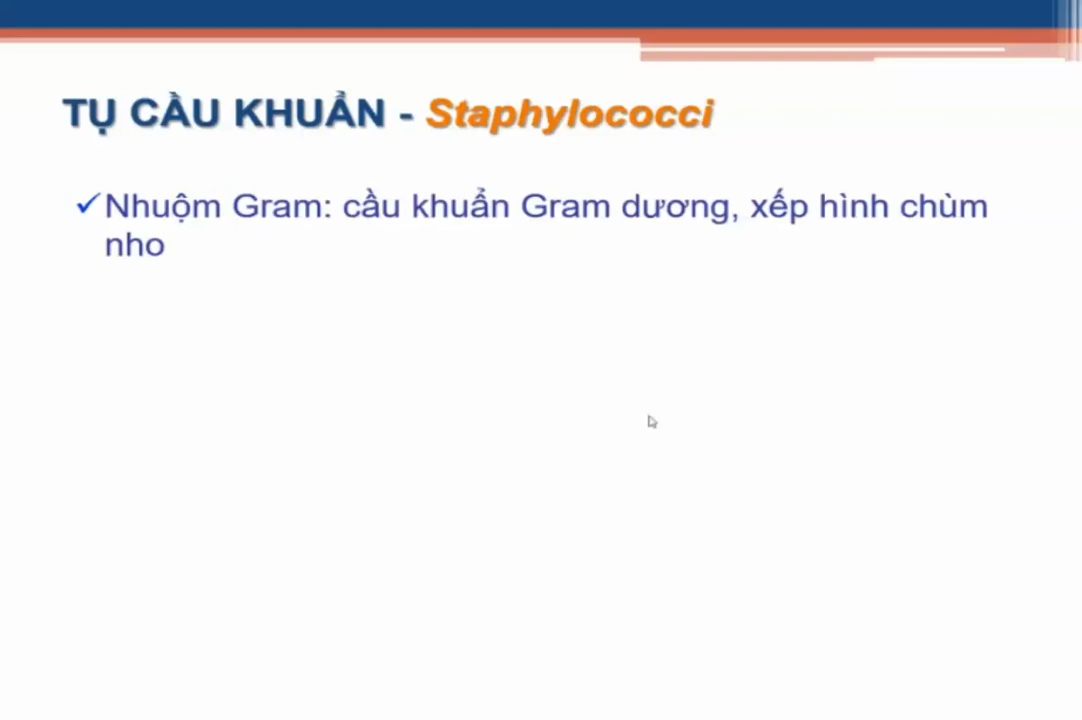 TỤ CẦU KHUẨN - Staphylococci
✓Nhuộm Gram: cầu khuẩn Gram dương, xếp hình chùm
nho